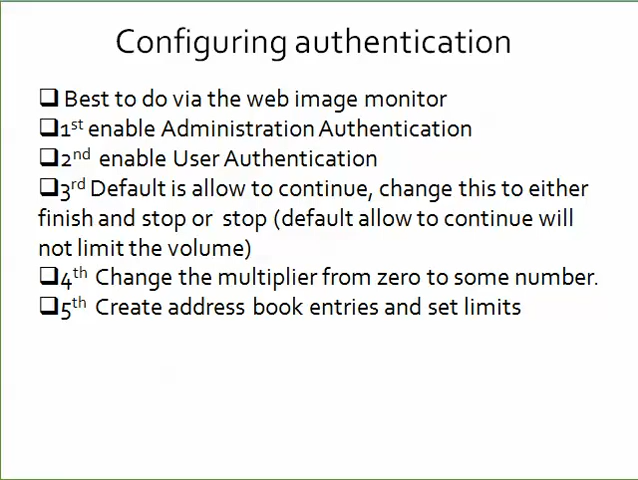 Configuring authentication
❑ Best to do via the web image monitor
❑1st enable Administration Authentication
❑2nd enable User Authentication
❑3rd Default is allow to continue, change this to either
finish and stop or stop (default allow to continue will
not limit the volume)
❑4th Change the multiplier from zero to some number.
❑5th Create address book entries and set limits